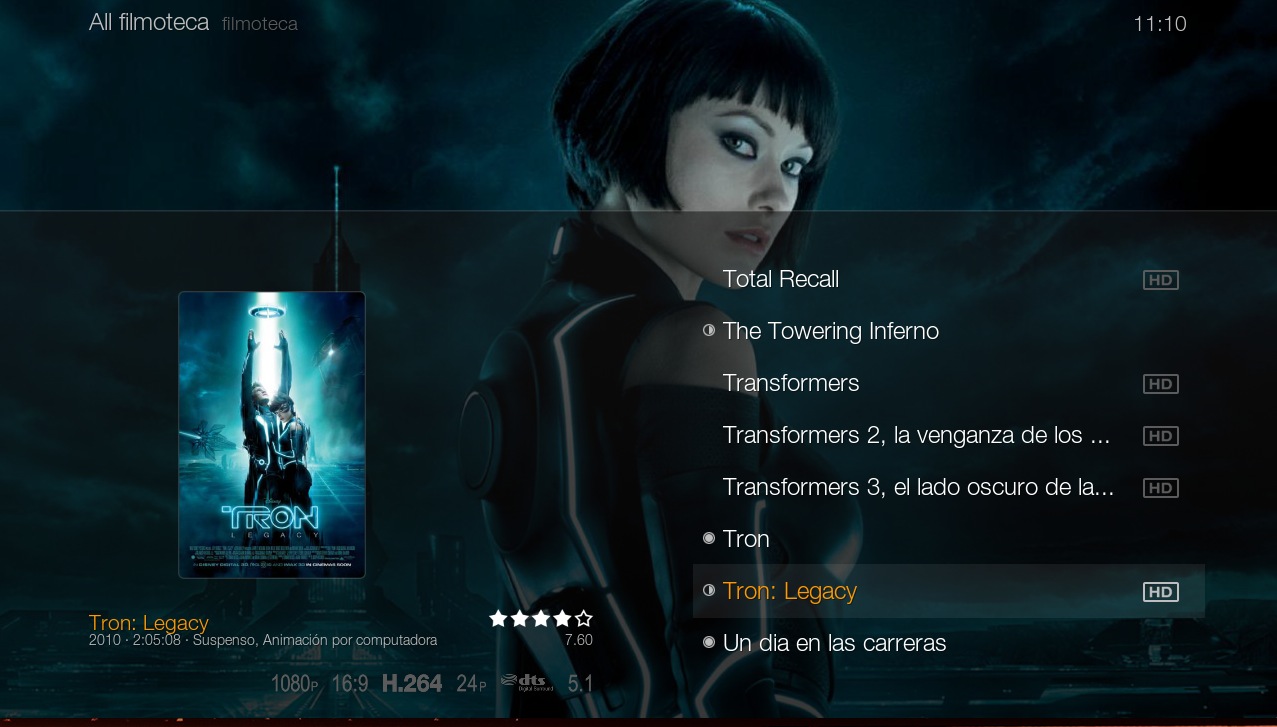 All filmoteca filmoteca
11:10
Total Recall HD
The Towering Inferno
Transformers HD
Transformers 2, la venganza de los ... HD
Transformers 3, el lado oscuro de la... HD
Tron
Tron: Legacy HD
Un dia en las carreras
Disney
TRON
LEGACY
Tron: Legacy
2010 · 2:05:08 · Suspenso, Animación por computadora
7.60
1080P 16:9 H.264 24P dts Digital Surround 5.1